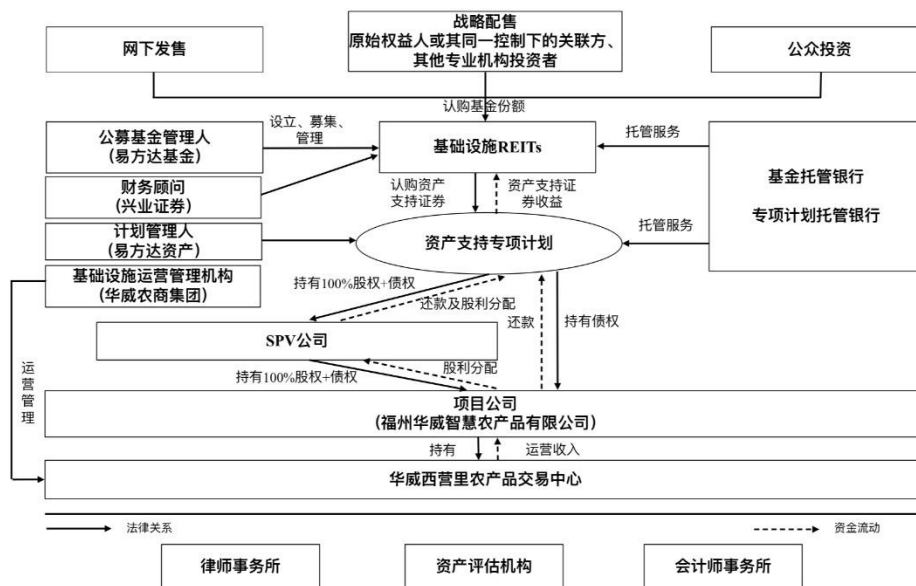 战略配售
原始权益人或其同一控制下的关联方、
其他专业机构投资者
网下发售
公众投资
认购基金份额
公募基金管理人
(易方达基金)
设立、募集、
管理
基础设施REITs
托管服务
基金托管银行
专项计划托管银行
财务顾问
(兴业证券)
认购资产
支持证券
资产支持证
券收益
计划管理人
(易方达资产)
资产支持专项计划
托管服务
基础设施运营管理机构
(华威农商集团)
持有100%股权+债权
还款及股利分配
还款
持有债权
SPV公司
股利分配
持有100%股权+债权
运营管理
项目公司
(福州华威智慧农产品有限公司)
持有
运营收入
华威西营里农产品交易中心
法律关系
资金流动
律师事务所
资产评估机构
会计师事务所